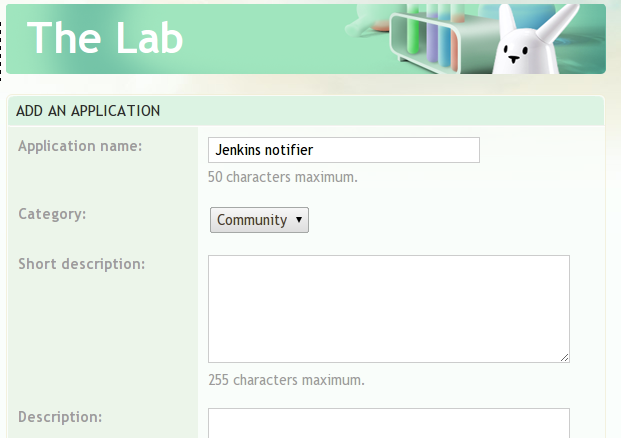 The Lab
ADD AN APPLICATION
Application name:
Jenkins notifier
50 characters maximum.
Category:
Community
Short description:
255 characters maximum.
Description: